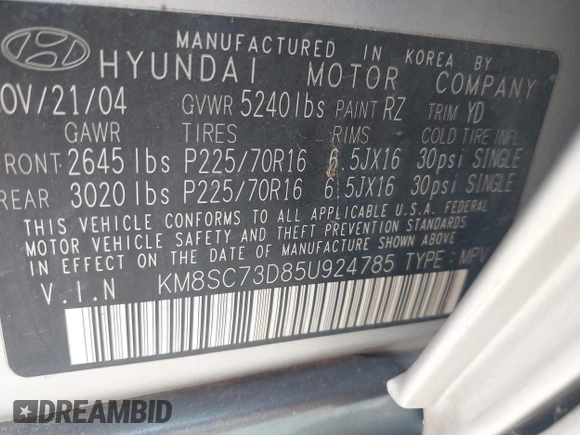 MANUFACTURED IN KOREA BY
HYUNDAI MOTOR COMPANY
OV/21/04 GVWR 5240lbs PAINT RZ TRIM YD
GAWR TIRES RIMS COLD TIRE INFL
FRONT 2645 lbs P225/70R16 6.5JX16 30psi SINGLE
REAR 3020 lbs P225/70R16 6.5JX16 30psi SINGLE
THIS VEHICLE CONFORMS TO ALL APPLICABLE U.S.A. FEDERAL
MOTOR VEHICLE SAFETY, AND THEFT PREVENTION STANDARDS
IN EFFECT ON THE DATE OF MANUFACTURE SHOWN ABOVE.
V.I.N KM8SC73D85U924785 TYPE : MPV
DREAMBID